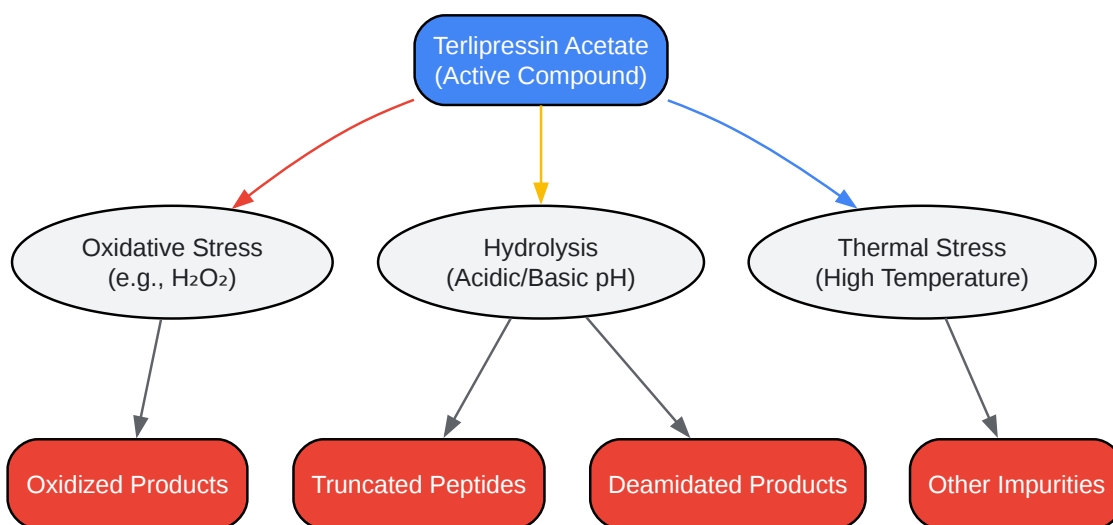 Terlipressin Acetate
(Active Compound)
Oxidative Stress
(e.g., H₂O₂)
Hydrolysis
(Acidic/Basic pH)
Thermal Stress
(High Temperature)
Oxidized Products
Truncated Peptides
Deamidated Products
Other Impurities